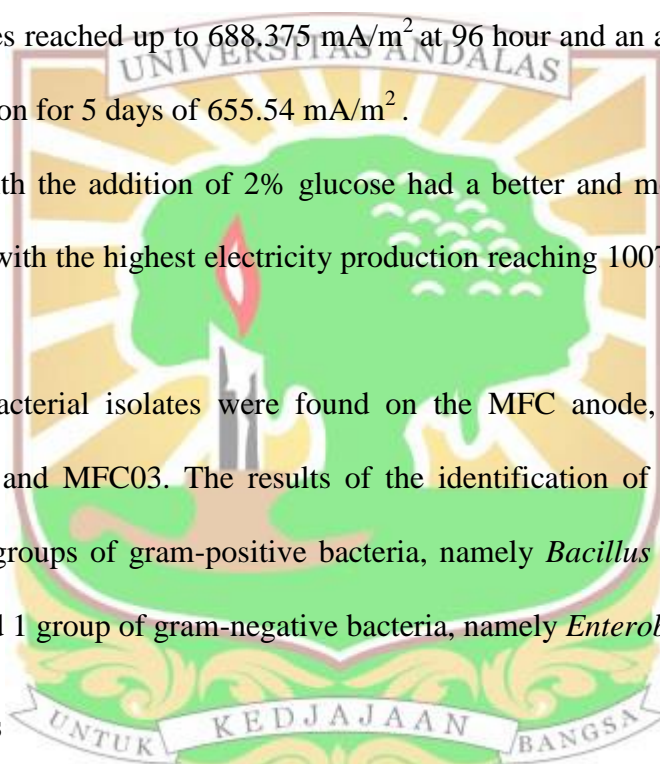 es reached up to 688.375 mA/m² at 96 hour and an a
UNIVERSITAS ANDALAS
ion for 5 days of 655.54 mA/m² .
th the addition of 2% glucose had a better and m
with the highest electricity production reaching 1007
acterial isolates were found on the MFC anode,
and MFC03. The results of the identification of
groups of gram-positive bacteria, namely Bacillus
d 1 group of gram-negative bacteria, namely Enterob
s
UNTUK KEDJAJAAN BANGSA